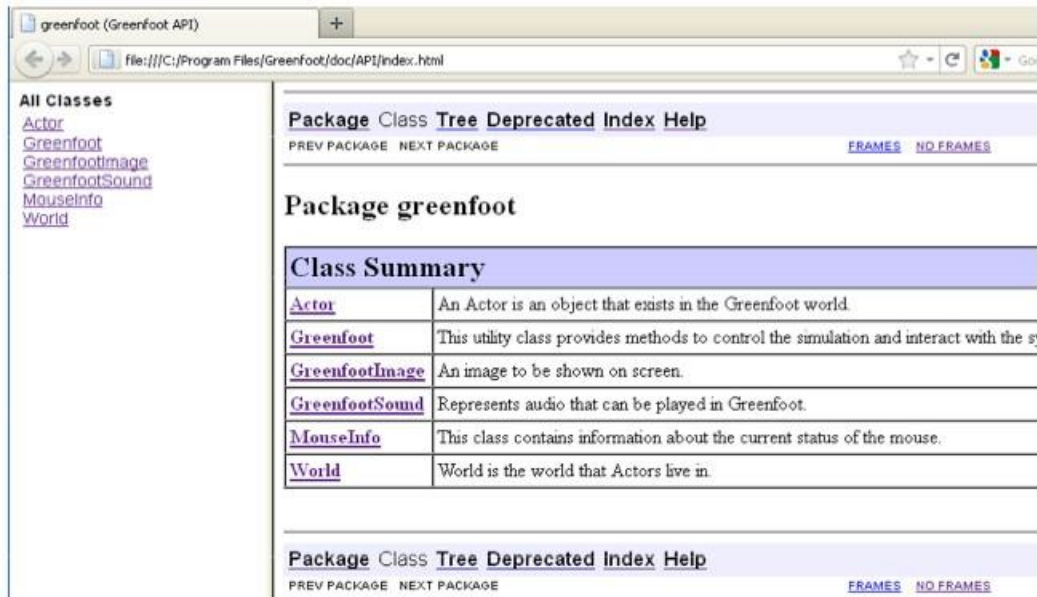 greenfoot (Greenfoot API)
file:///C:/Program Files/Greenfoot/doc/API/index.html
All Classes
Actor
Greenfoot
GreenfootImage
GreenfootSound
MouseInfo
World
Package Class Tree Deprecated Index Help
PREV PACKAGE NEXT PACKAGE FRAMES NO FRAMES
Package greenfoot
Class Summary
Actor An Actor is an object that exists in the Greenfoot world.
Greenfoot This utility class provides methods to control the simulation and interact with the
GreenfootImage An image to be shown on screen.
GreenfootSound Represents audio that can be played in Greenfoot.
MouseInfo This class contains information about the current status of the mouse.
World World is the world that Actors live in.
Package Class Tree Deprecated Index Help
PREV PACKAGE NEXT PACKAGE FRAMES NO FRAMES